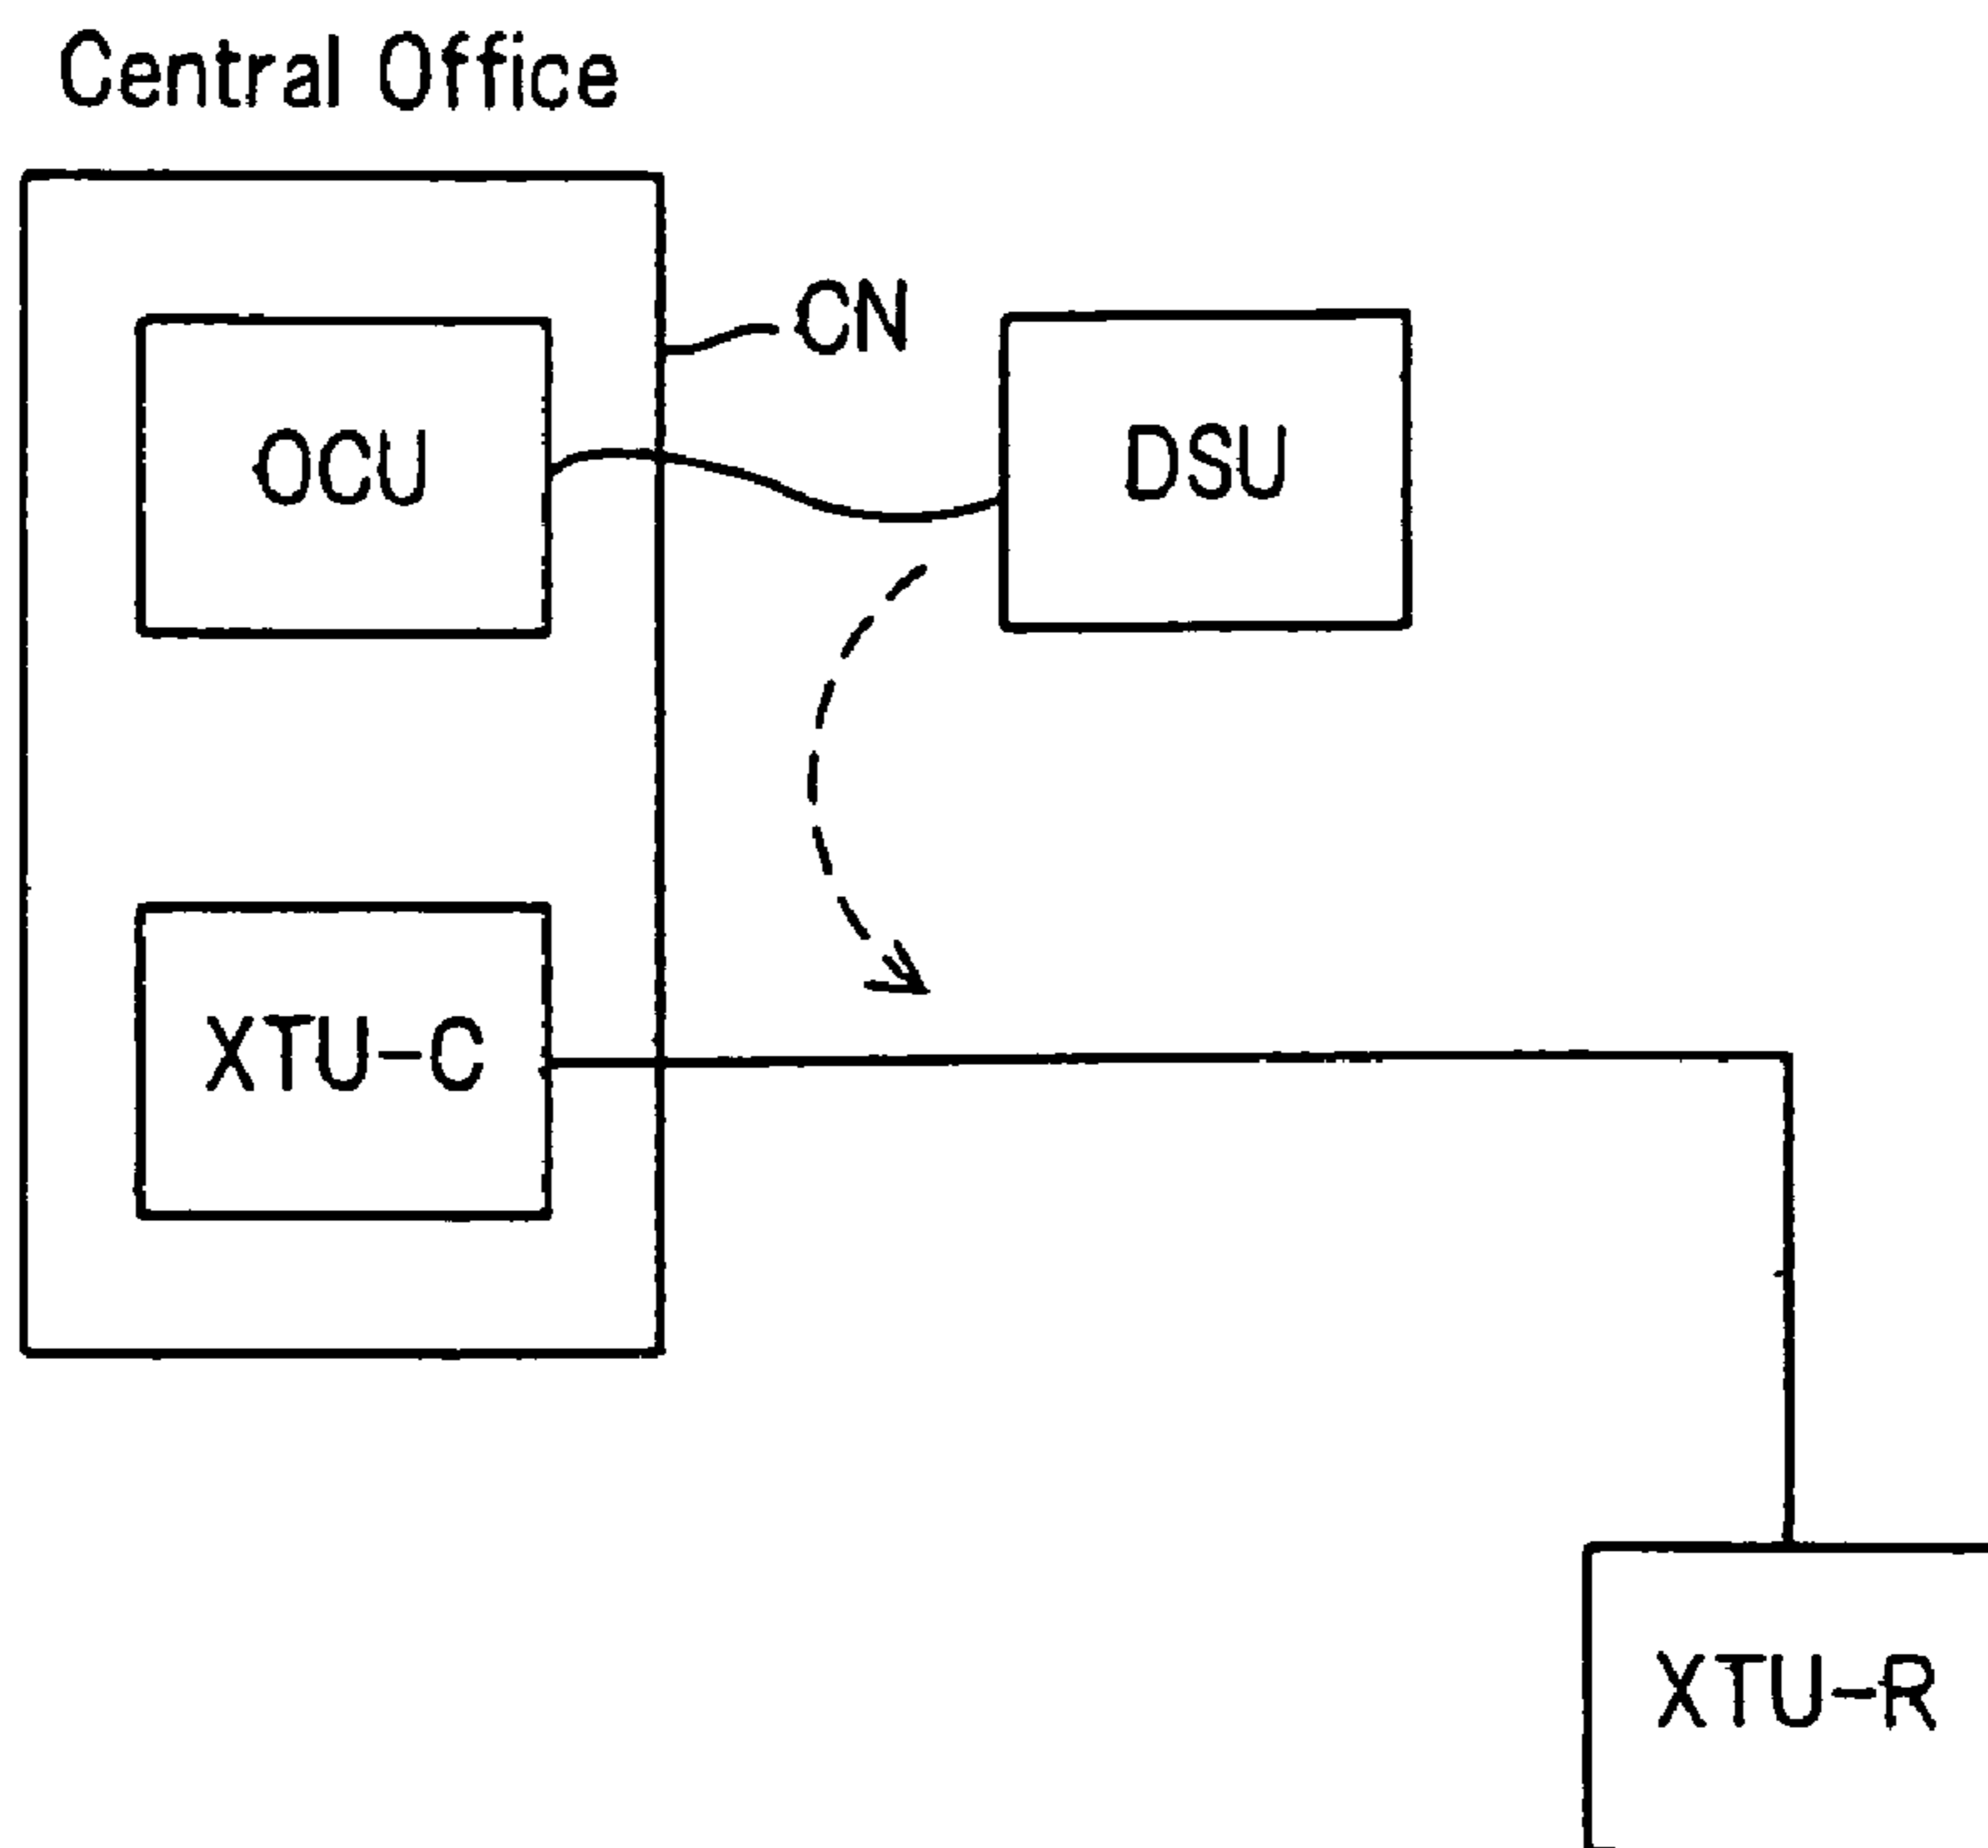 Central Office
CN
OCU
DSU
XTU-C
XTU-R